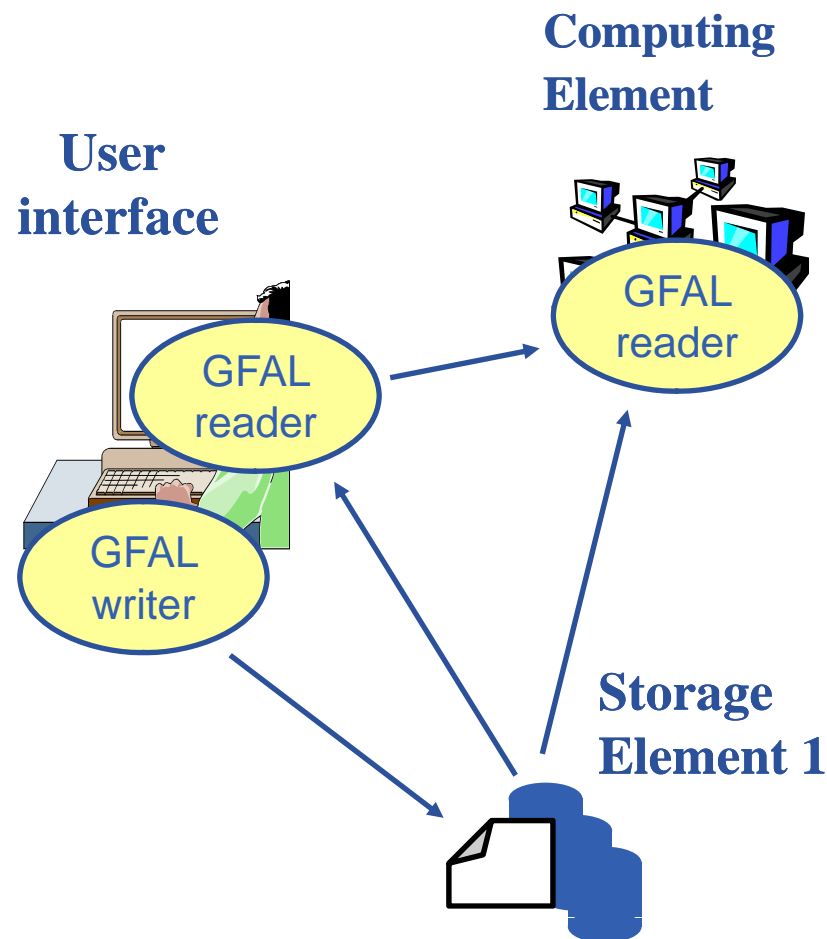 Computing
Element
User
interface
GFAL
reader
GFAL
reader
GFAL
writer
Storage
Element 1